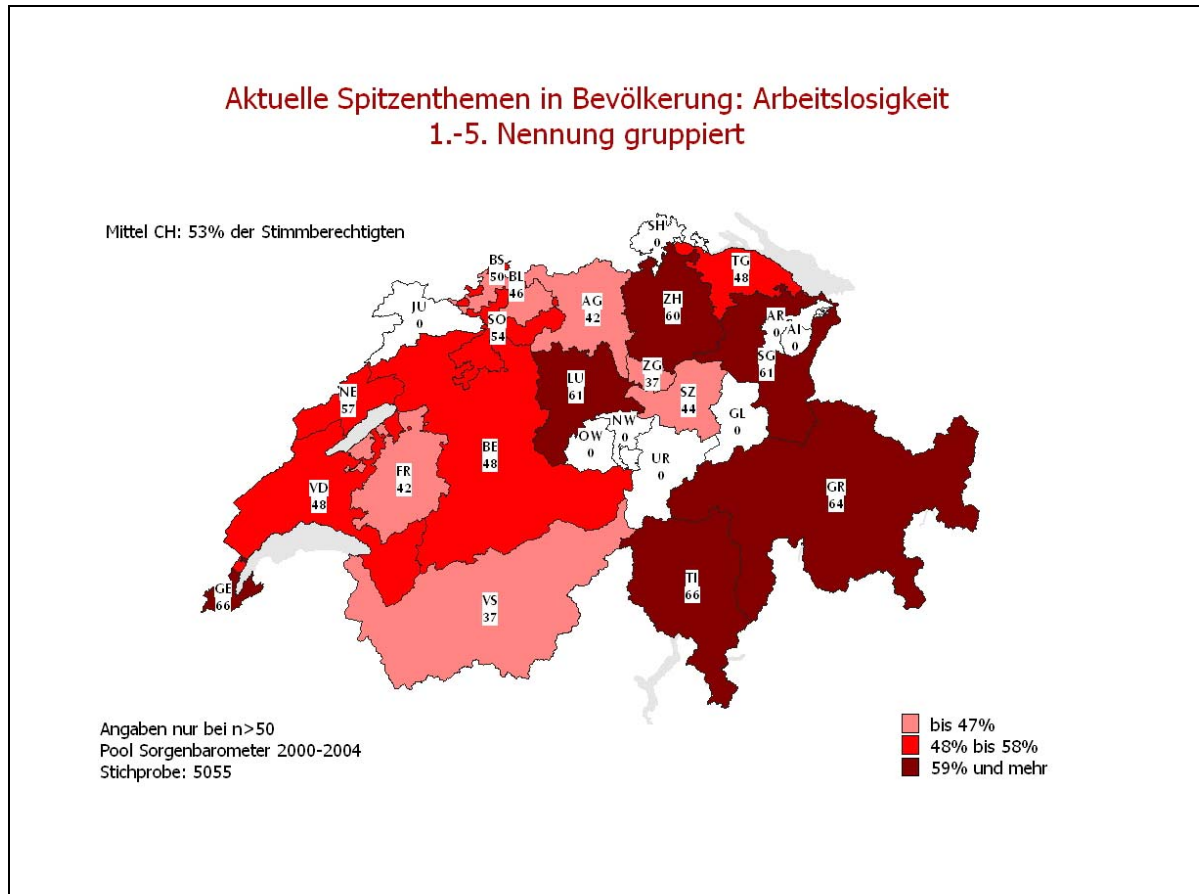 Aktuelle Spitzenthemen in Bevölkerung: Arbeitslosigkeit
1.-5. Nennung gruppiert
Mittel CH: 53% der Stimmberechtigten
SH
0
BS
50
BL
46
TG
48
JU
0
AG
42
ZH
60
AR
0
AI
0
SO
54
SG
61
ZG
37
LU
61
SZ
44
NE
57
GL
0
NW
0
OW
0
BE
48
UR
0
FR
42
VD
48
GR
64
GE
66
VS
37
TI
66
Angaben nur bei n>50
Pool Sorgenbarometer 2000-2004
Stichprobe: 5055
bis 47%
48% bis 58%
59% und mehr